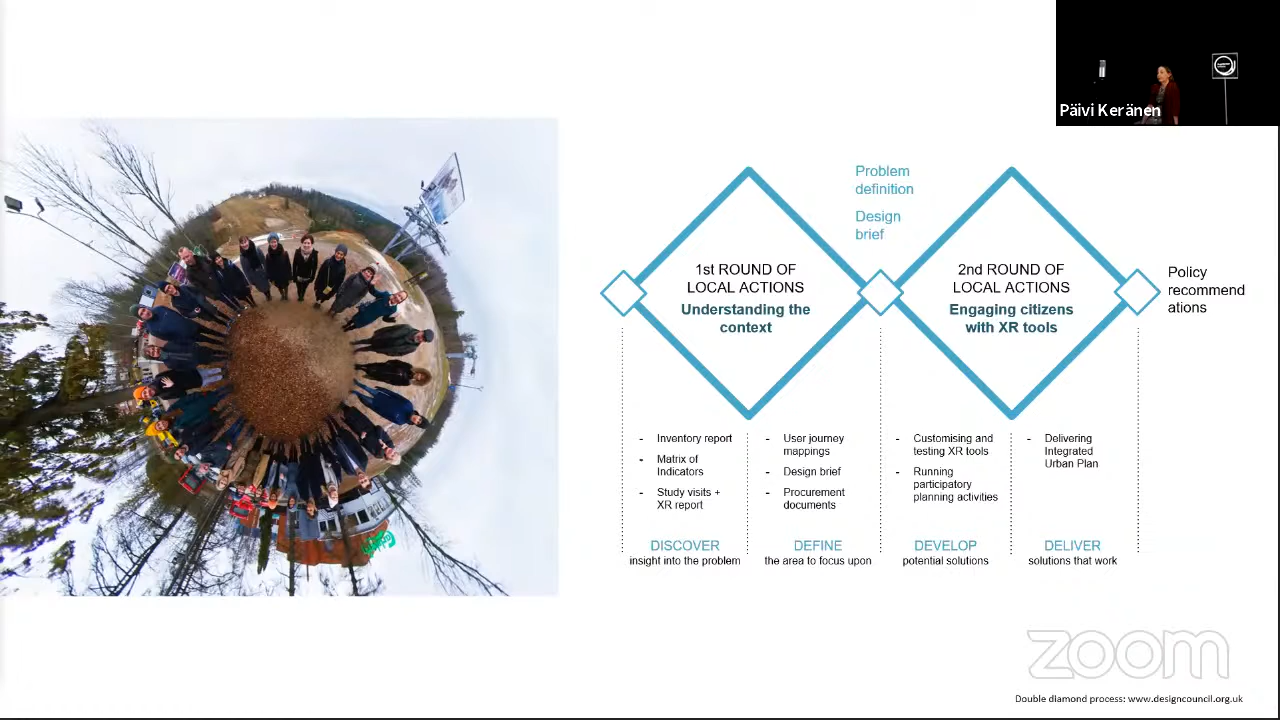 Päivi Keränen
Problem
definition
Design
brief
1st ROUND OF
LOCAL ACTIONS
Understanding the
context
2nd ROUND OF
LOCAL ACTIONS
Engaging citizens
with XR tools
Policy
recommend
ations
- Inventory report
- Matrix of
Indicators
- Study visits +
XR report
- User journey
mappings
- Design brief
- Procurement
documents
- Customising and
testing XR tools
- Running
participatory
planning activities
- Delivering
Integrated
Urban Plan
DISCOVER
insight into the problem
DEFINE
the area to focus upon
DEVELOP
potential solutions
DELIVER
solutions that work
zoom
Double diamond process: www.designcouncil.org.uk